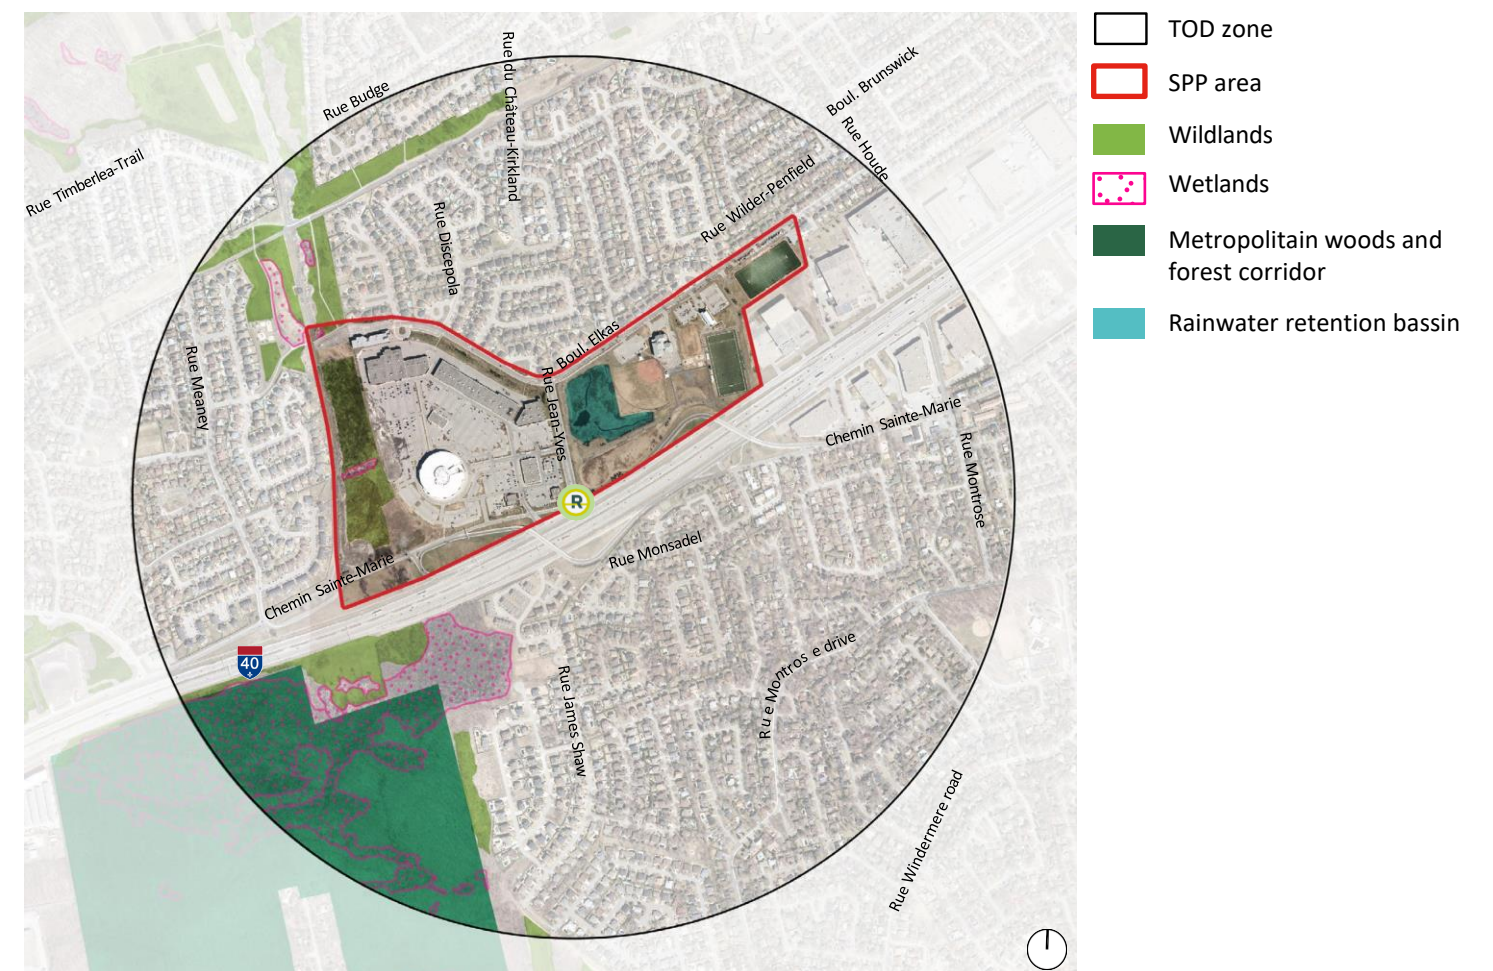 TOD zone
SPP area
Wildlands
Wetlands
Metropolitain woods and
forest corridor
Rainwater retention bassin
Rue Budge
Rue du Château-Kirkland
Boul. Brunswick
Rue Houde
Rue Timberlea-Trail
Rue Wilder-Penfield
Rue Discepola
Boul. Elkas
Rue Meaney
Rue Jean-Yves
Chemin Sainte-Marie
Rue Montrose
R
Rue Monsadel
Chemin Sainte-Marie
40
Rue Montrose drive
Rue James Shaw
Rue Windermere road